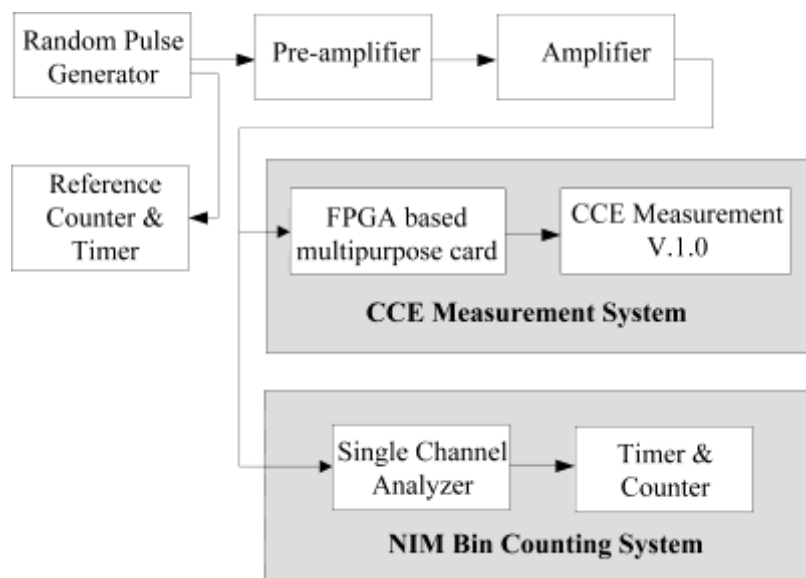 Random Pulse
Generator
Pre-amplifier
Amplifier
Reference
Counter &
Timer
FPGA based
multipurpose card
CCE Measurement
V.1.0
CCE Measurement System
Single Channel
Analyzer
Timer &
Counter
NIM Bin Counting System